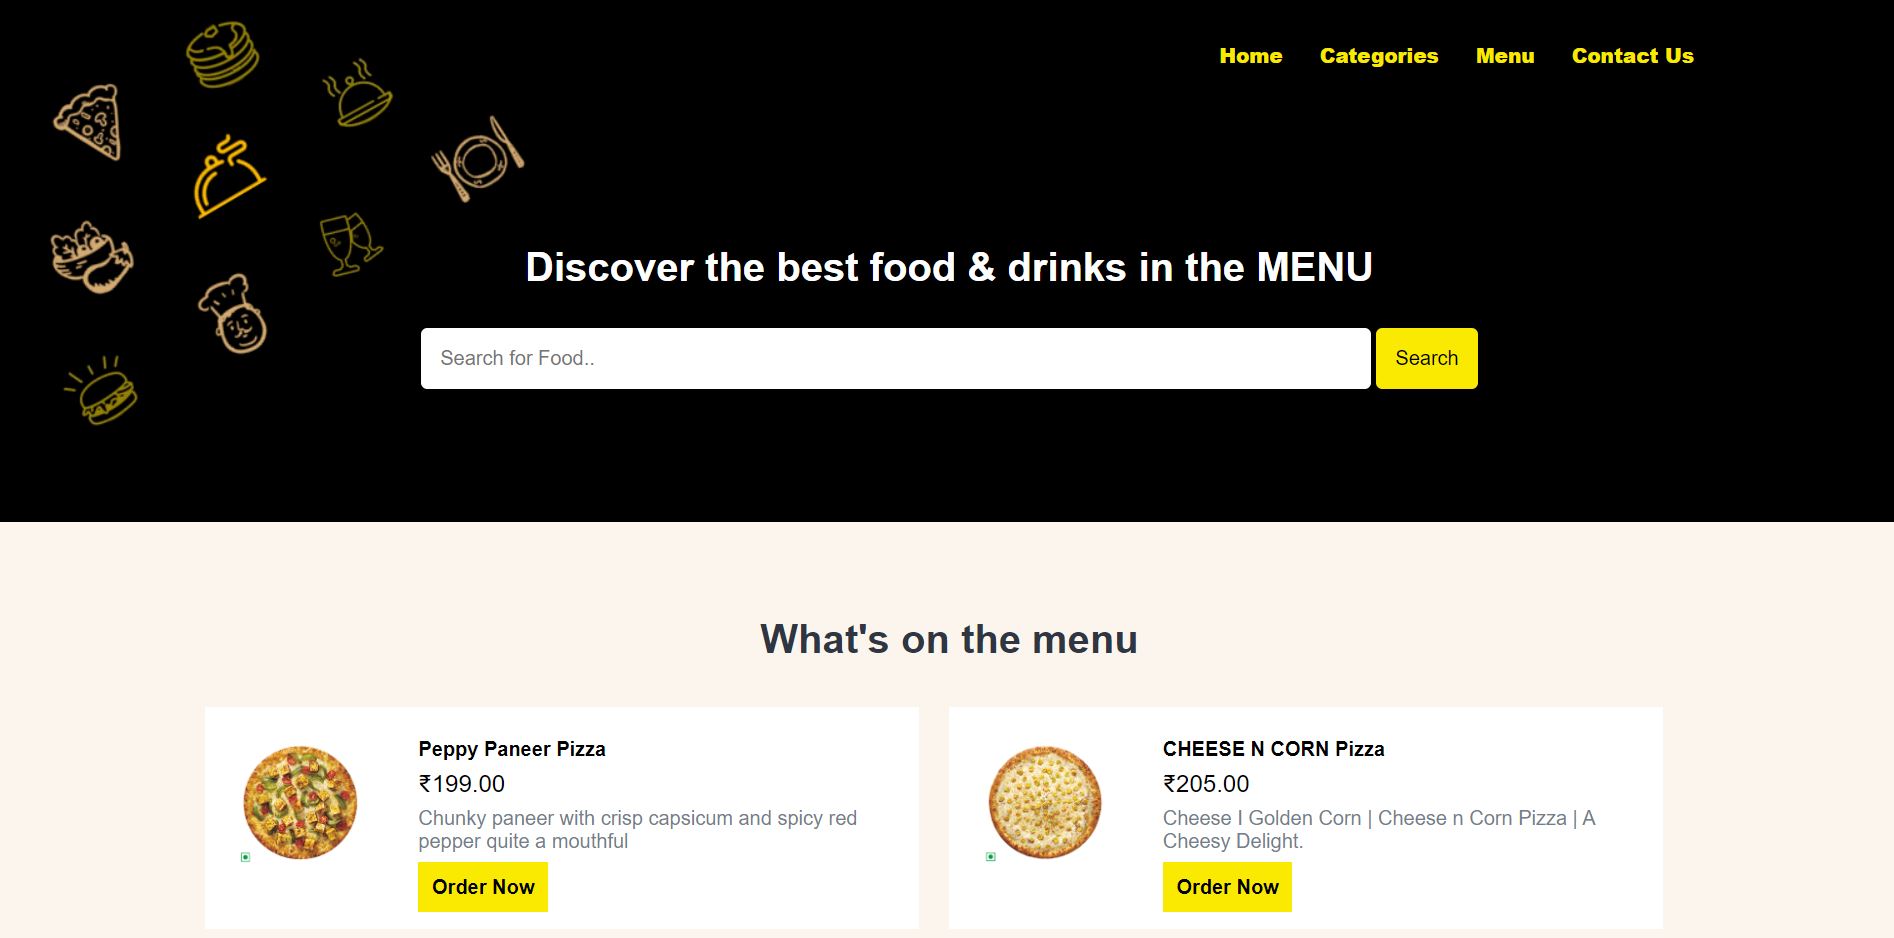 Home Categories Menu Contact Us
Discover the best food & drinks in the MENU
Search for Food..
Search
What's on the menu
Peppy Paneer Pizza
₹199.00
Chunky paneer with crisp capsicum and spicy red
pepper quite a mouthful
Order Now
CHEESE N CORN Pizza
₹205.00
Cheese I Golden Corn | Cheese n Corn Pizza | A
Cheesy Delight.
Order Now